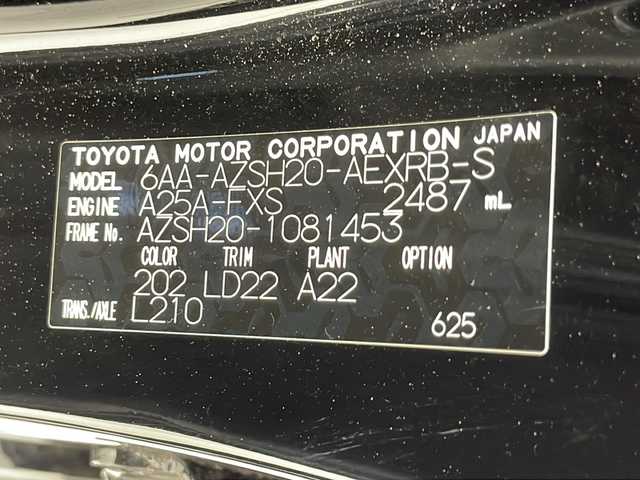 TOYOTA MOTOR CORPORATION JAPAN
MODEL 6AA-AZSH20-AEXRB-S
ENGINE A25A-FXS 2487 mL
FRAME No. AZSH20-1081453
COLOR TRIM PLANT OPTION
202 LD22 A22
TRANS./AXLE L210
625